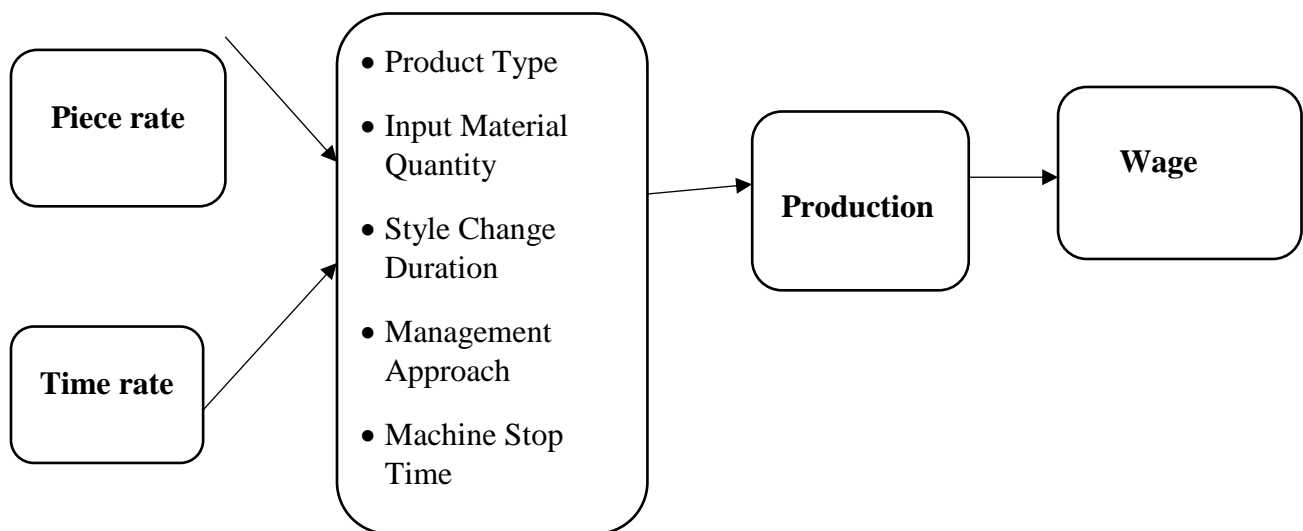 Piece rate
Time rate
• Product Type
• Input Material
Quantity
• Style Change
Duration
• Management
Approach
• Machine Stop
Time
Production
Wage